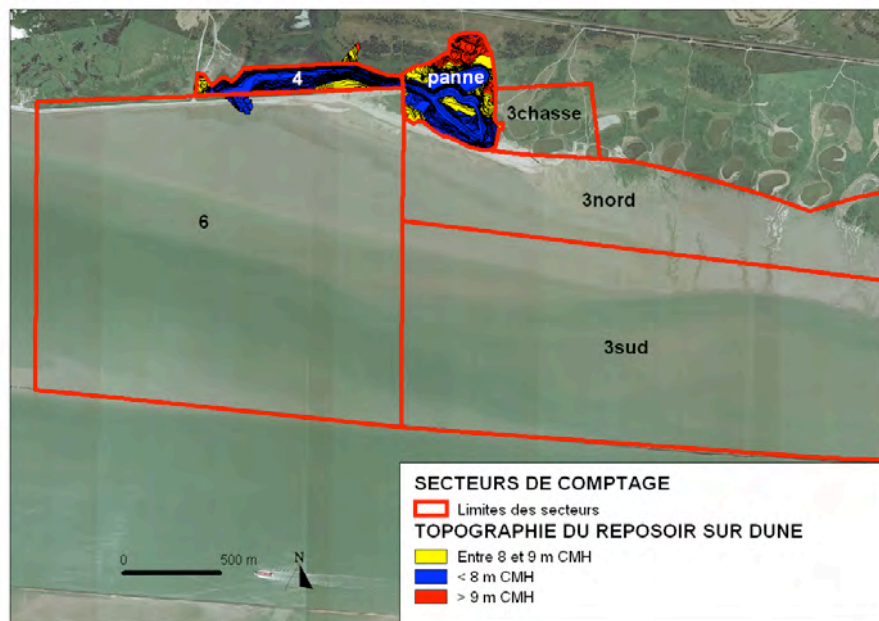 4
panne
3chasse
3nord
6
3sud
0 500 m
N
SECTEURS DE COMPTAGE
Limites des secteurs
TOPOGRAPHIE DU REPOSOIR SUR DUNE
Entre 8 et 9 m CMH
< 8 m CMH
> 9 m CMH